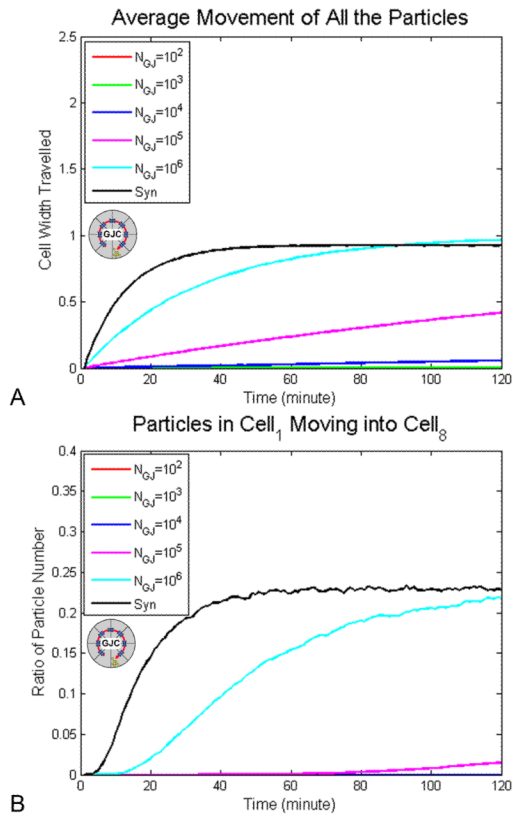 Average Movement of All the Particles
2.5
2
1.5
1
0.5
0
N_GJ=10^2
N_GJ=10^3
N_GJ=10^4
N_GJ=10^5
N_GJ=10^6
Syn
GJC
Cell Width Travelled
0 20 40 60 80 100 120
Time (minute)
A
Particles in Cell_1 Moving into Cell_8
0.4
0.35
0.3
0.25
0.2
0.15
0.1
0.05
0
N_GJ=10^2
N_GJ=10^3
N_GJ=10^4
N_GJ=10^5
N_GJ=10^6
Syn
GJC
Ratio of Particle Number
0 20 40 60 80 100 120
Time (minute)
B